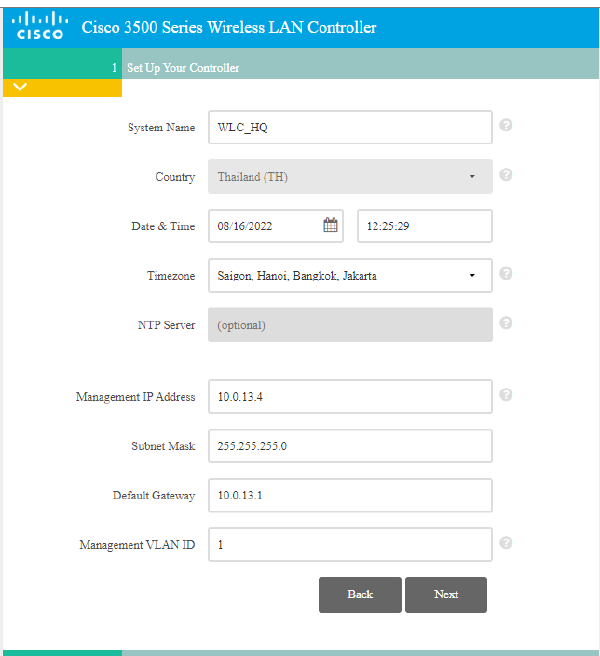 CISCO Cisco 3500 Series Wireless LAN Controller
1 Set Up Your Controller
System Name WLC_HQ ?
Country Thailand (TH) ?
Date & Time 08/16/2022 12:25:29
Timezone Saigon, Hanoi, Bangkok, Jakarta ?
NTP Server (optional) ?
Management IP Address 10.0.13.4 ?
Subnet Mask 255.255.255.0
Default Gateway 10.0.13.1
Management VLAN ID 1 ?
Back Next